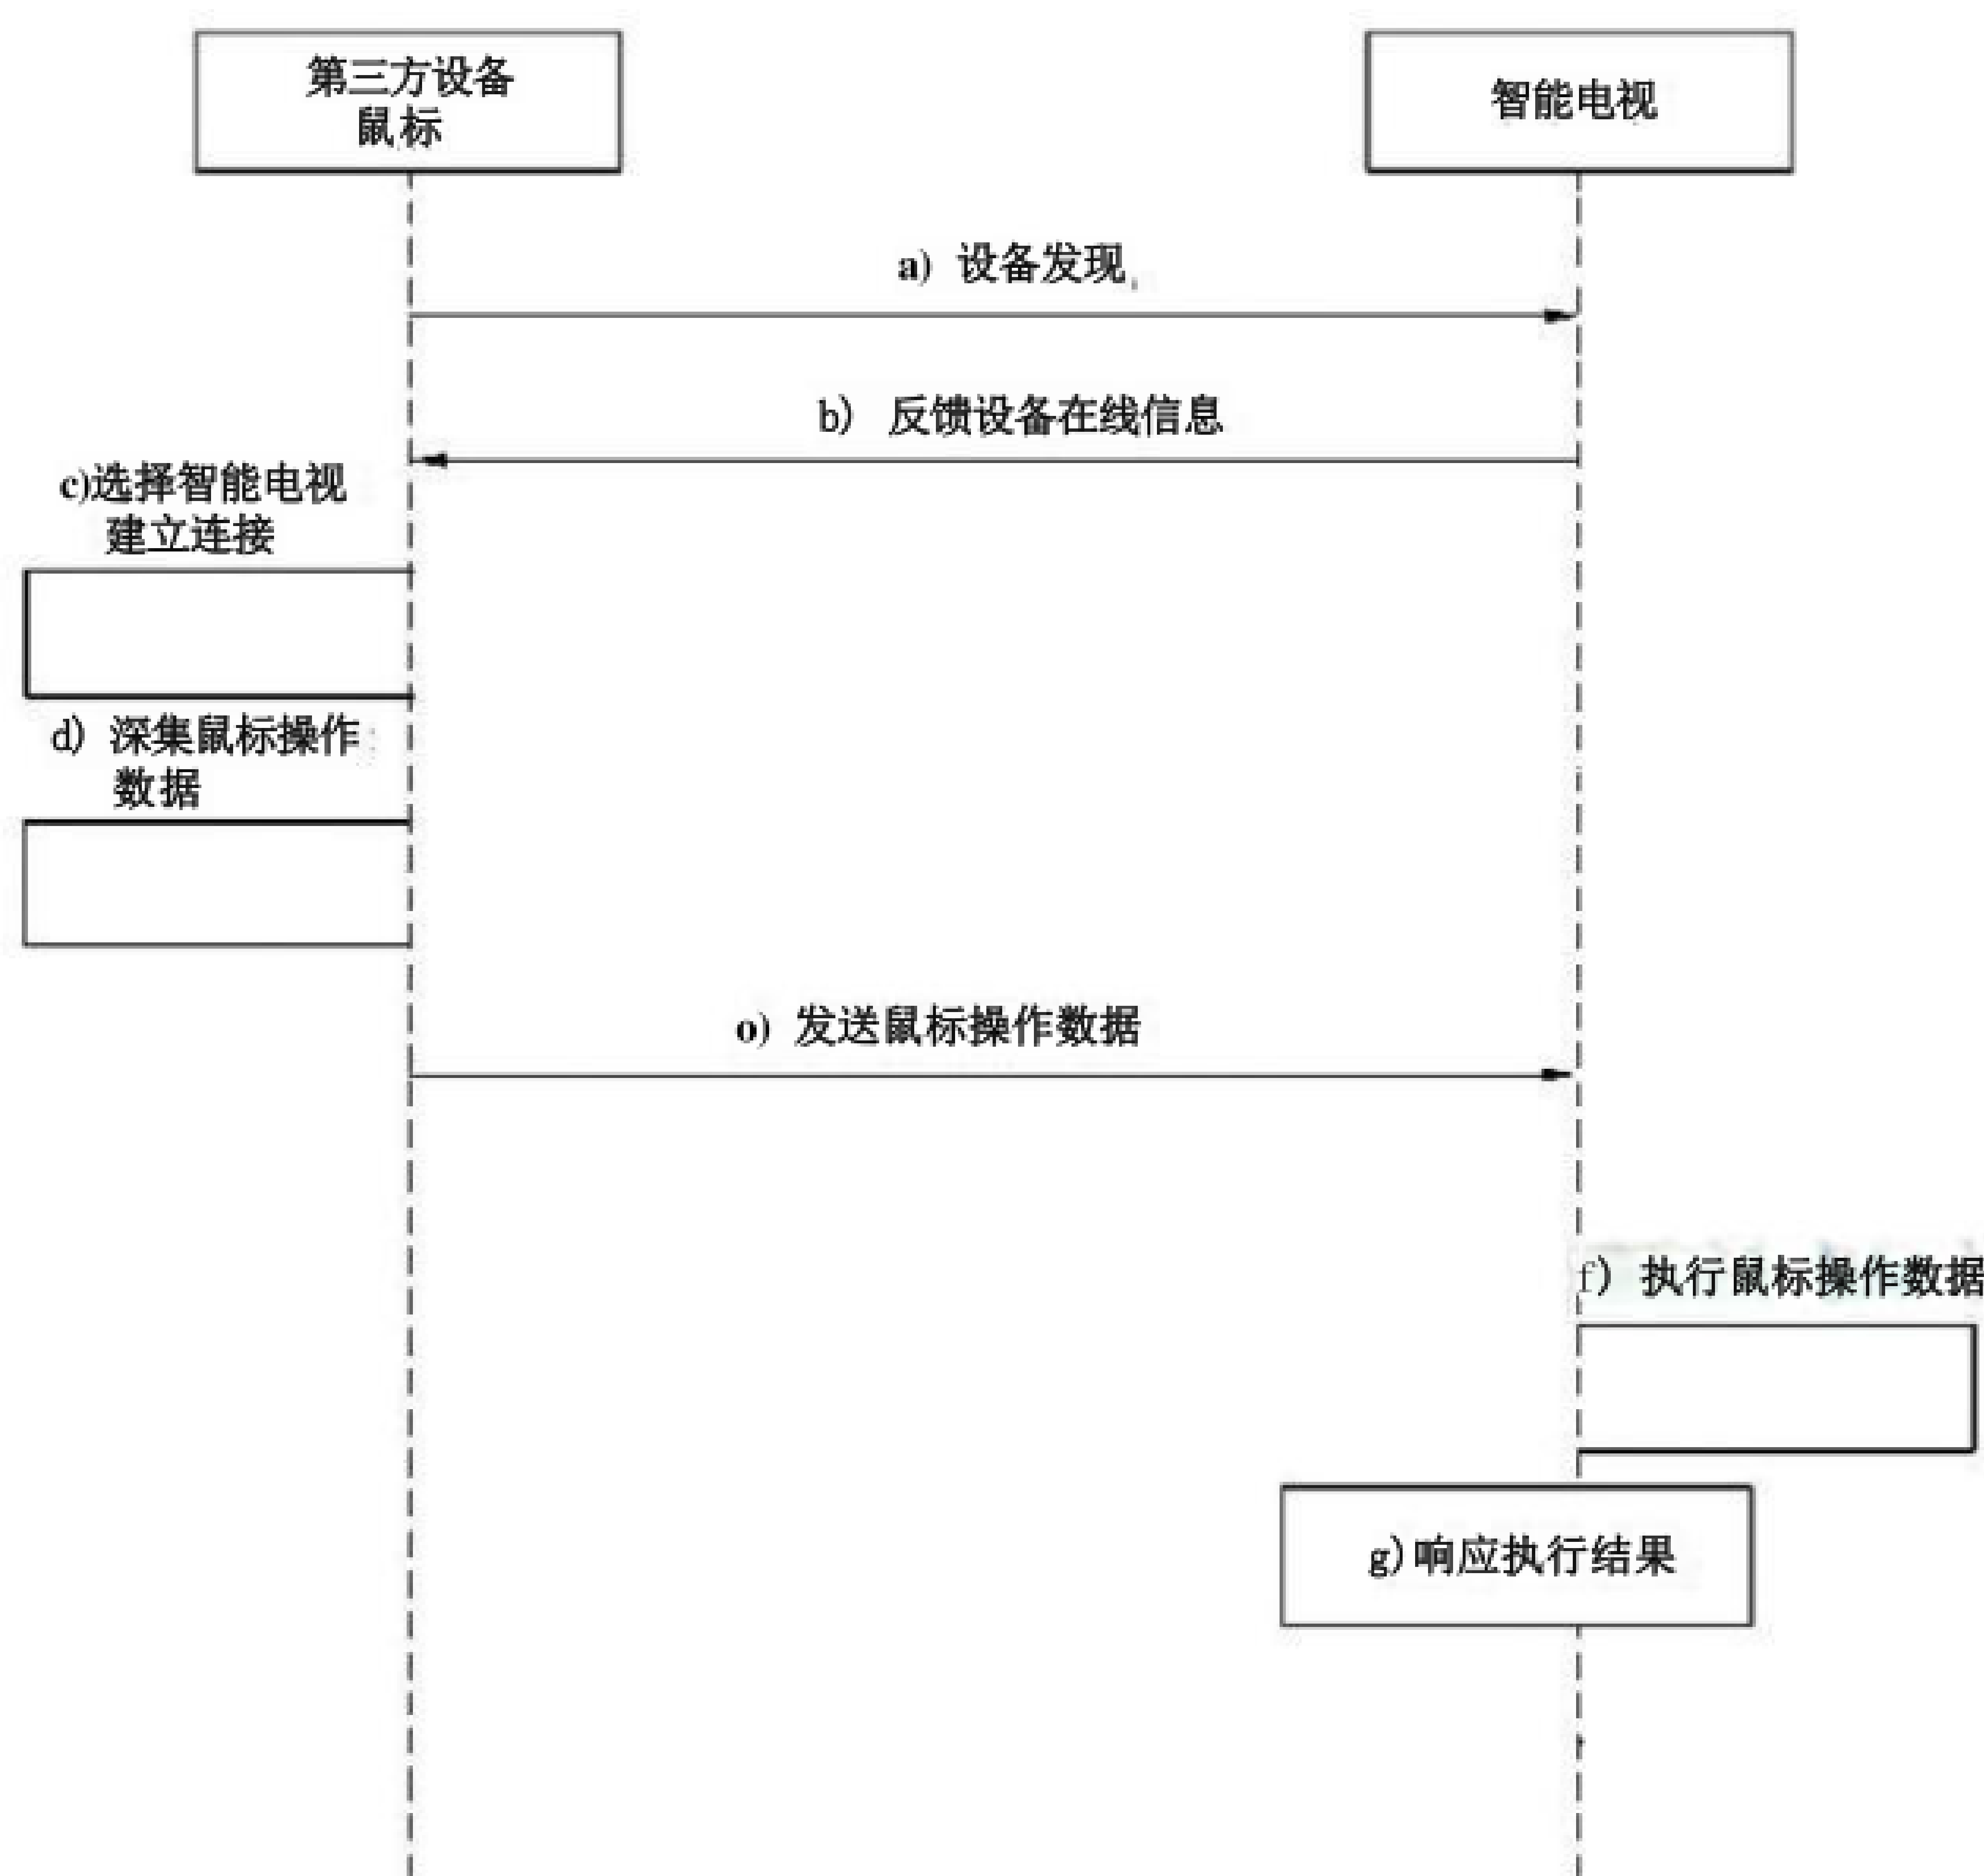 第三方设备
鼠标
智能电视
a) 设备发现
b) 反馈设备在线信息
c)选择智能电视
建立连接
d) 深集鼠标操作
数据
o) 发送鼠标操作数据
f) 执行鼠标操作数据
g)响应执行结果